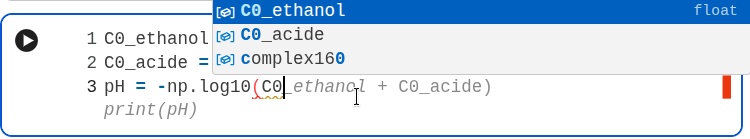 C0_ethanol float
C0_acide
complex160
1 C0_ethanol
2 C0_acide =
3 pH = -np.log10(C0_ethanol + C0_acide)
print(pH)